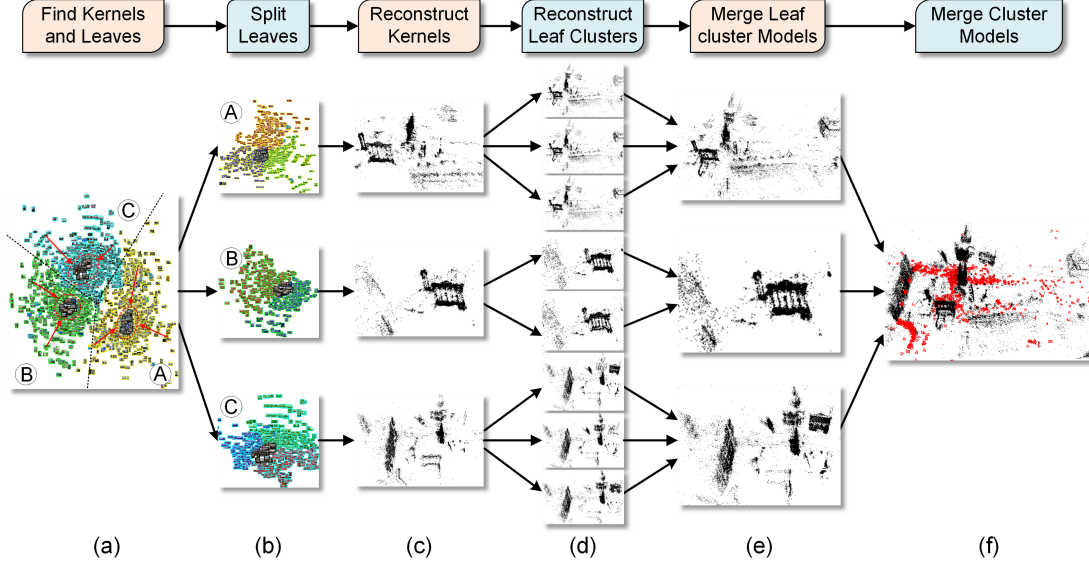 Find Kernels
and Leaves
Split
Leaves
Reconstruct
Kernels
Reconstruct
Leaf Clusters
Merge Leaf
cluster Models
Merge Cluster
Models
A
C
B
B
A
C
(a)
(b)
(c)
(d)
(e)
(f)